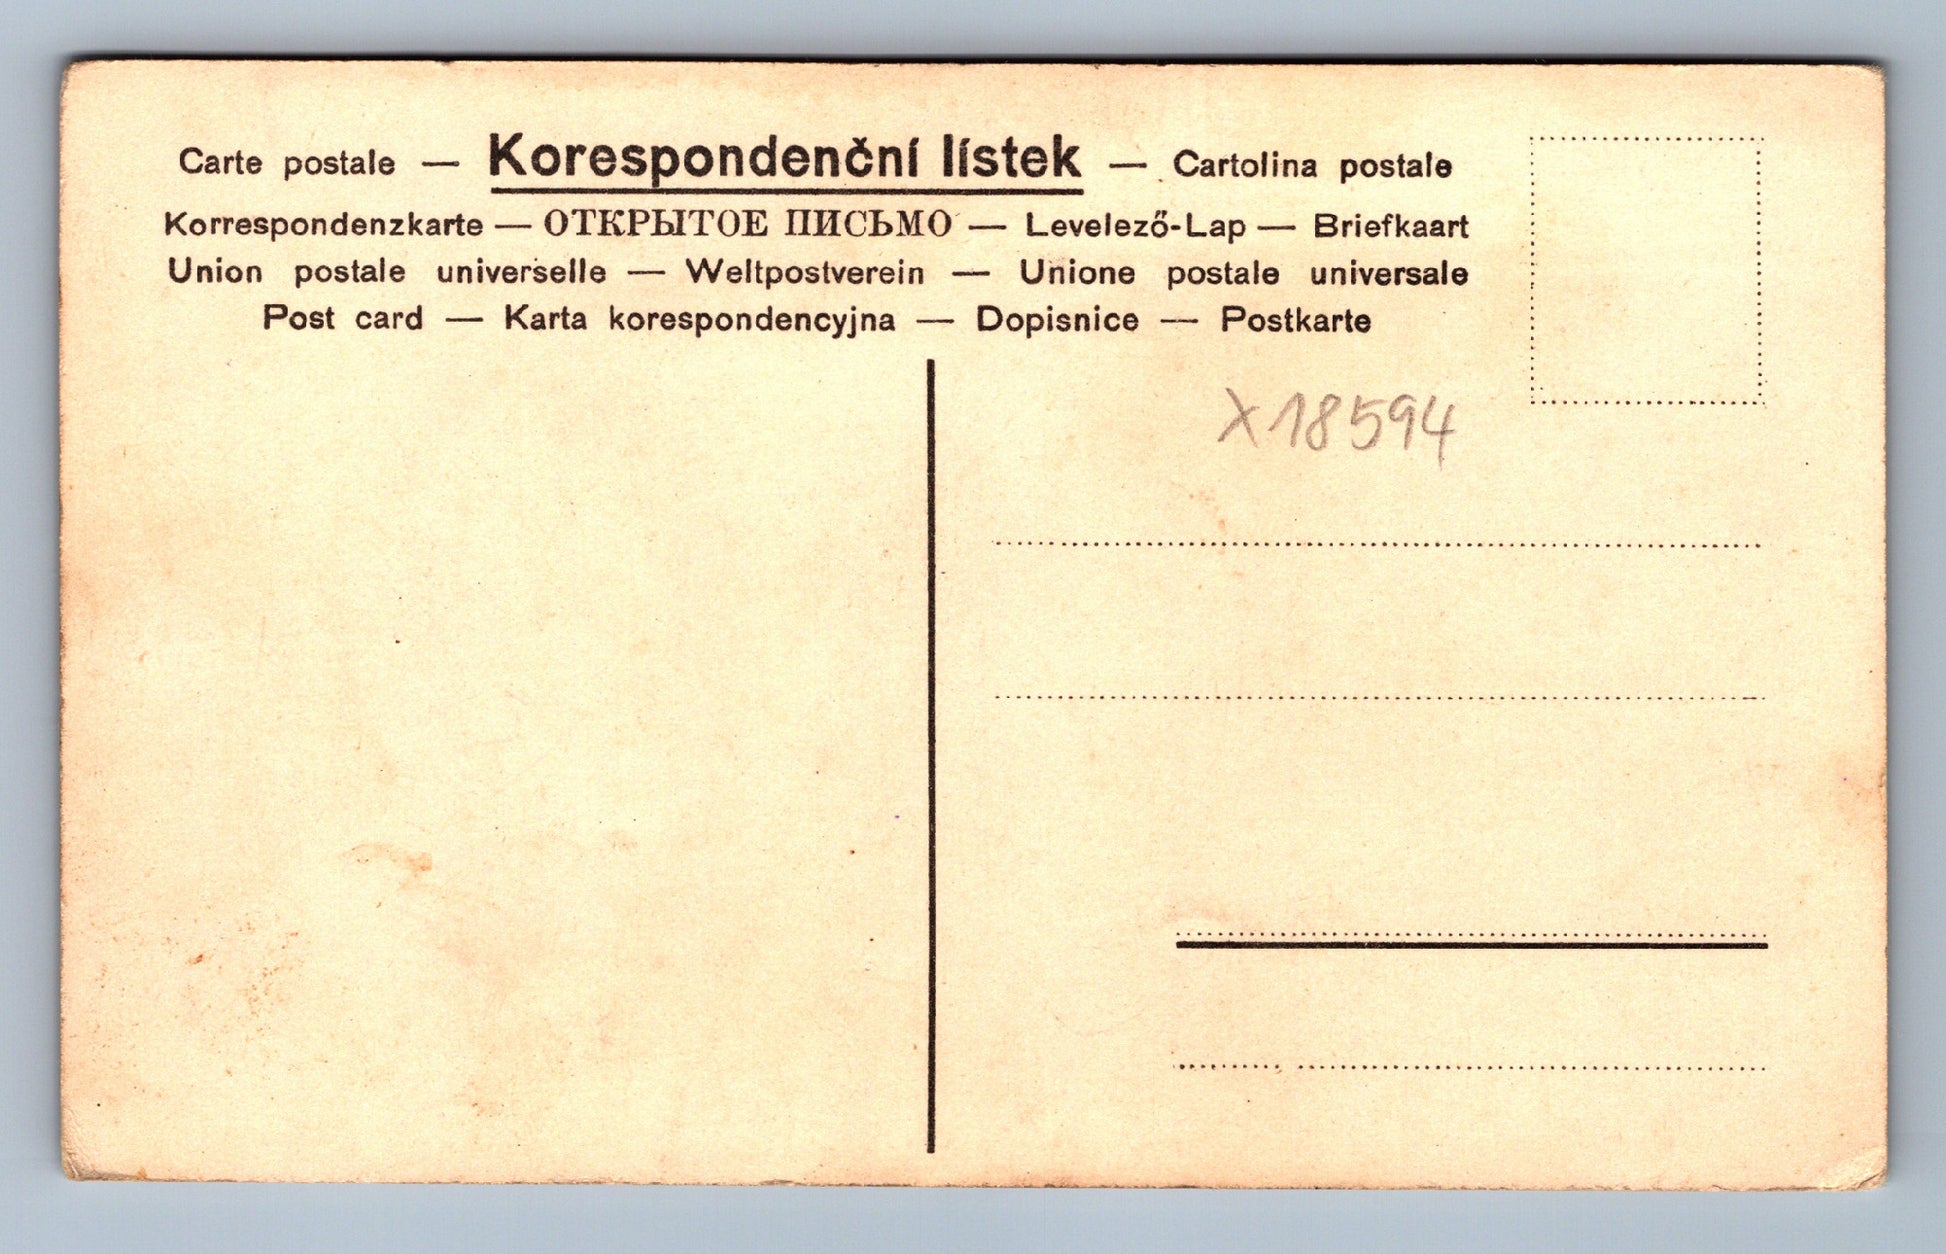 Carte postale — Korespondenční lístek — Cartolina postale
Korrespondenzkarte — ОТКРЫТОЕ ПИСЬМО — Levelező-Lap — Briefkaart
Union postale universelle — Weltpostverein — Unione postale universale
Post card — Karta korespondencyjna — Dopisnice — Postkarte
X18594